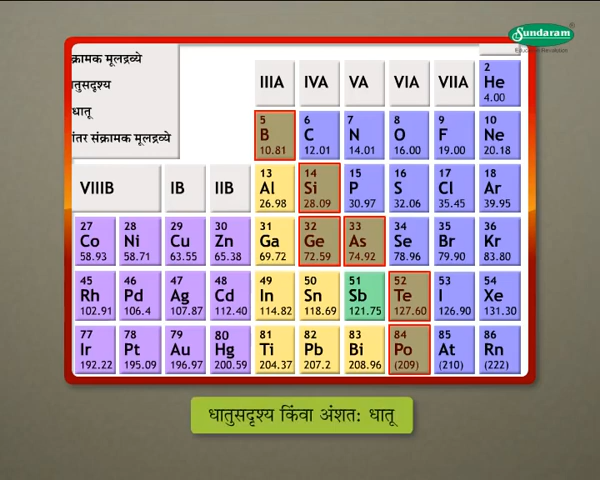 Sundaram
क्रामक मूलद्रव्ये
तुसदृश्य
धातू
ंतर संक्रामक मूलद्रव्ये
IIIA IVA VA VIA VIIA
2 He 4.00
5 B 10.81
6 C 12.01
7 N 14.01
8 O 16.00
9 F 19.00
10 Ne 20.18
VIIIB IB IIB
13 Al 26.98
14 Si 28.09
15 P 30.97
16 S 32.06
17 Cl 35.45
18 Ar 39.95
27 Co 58.93
28 Ni 58.71
29 Cu 63.55
30 Zn 65.38
31 Ga 69.72
32 Ge 72.59
33 As 74.92
34 Se 78.96
35 Br 79.90
36 Kr 83.80
45 Rh 102.91
46 Pd 106.4
47 Ag 107.87
48 Cd 112.40
49 In 114.82
50 Sn 118.69
51 Sb 121.75
52 Te 127.60
53 I 126.90
54 Xe 131.30
77 Ir 192.22
78 Pt 195.09
79 Au 196.97
80 Hg 200.59
81 Ti 204.37
82 Pb 207.2
83 Bi 208.96
84 Po (209)
85 At (210)
86 Rn (222)
धातुसदृश्य किंवा अंशत: धातू